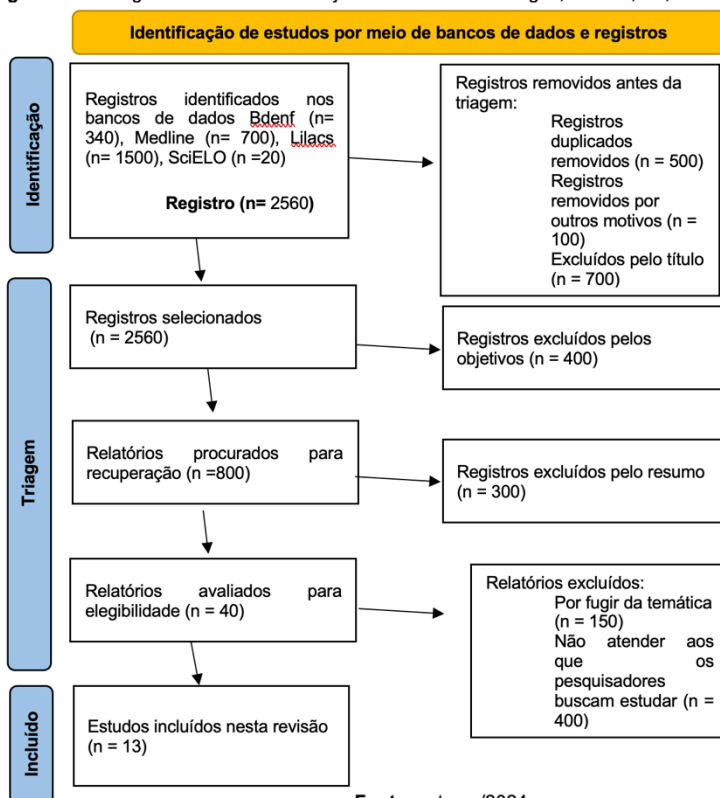 Identificação de estudos por meio de bancos de dados e registros
Identificação
Registros identificados nos
bancos de dados Bdenf (n=
340), Medline (n= 700), Lilacs
(n= 1500), SciELO (n =20)
Registro (n= 2560)
Registros removidos antes da
triagem:
Registros
duplicados
removidos (n = 500)
Registros
removidos por
outros motivos (n =
100)
Excluídos pelo título
(n = 700)
Triagem
Registros selecionados
(n = 2560)
Registros excluídos pelos
objetivos (n = 400)
Relatórios procurados para
recuperação (n =800)
Registros excluídos pelo resumo
(n = 300)
Relatórios avaliados para
elegibilidade (n = 40)
Relatórios excluídos:
Por fugir da temática
(n = 150)
Não atender aos
que os
pesquisadores
buscam estudar (n =
400)
Incluído
Estudos incluídos nesta revisão
(n = 13)